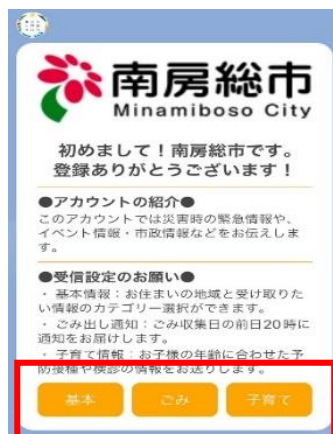 南房総市
Minamiboso City
初めまして！南房総市です。
登録ありがとうございます！
●アカウントの紹介●
このアカウントでは災害時の緊急情報や、
イベント情報・市政情報などをお伝えしま
す。
●受信設定のお願い●
・基本情報：お住まいの地域と受け取りた
い情報のカテゴリー選択ができます。
・ごみ出し通知：ごみ収集日の前日20時に
通知をお届けします。
・子育て情報：お子様の年齢に合わせた予
防接種や検診の情報をお送りします。
基本
ごみ
子育て